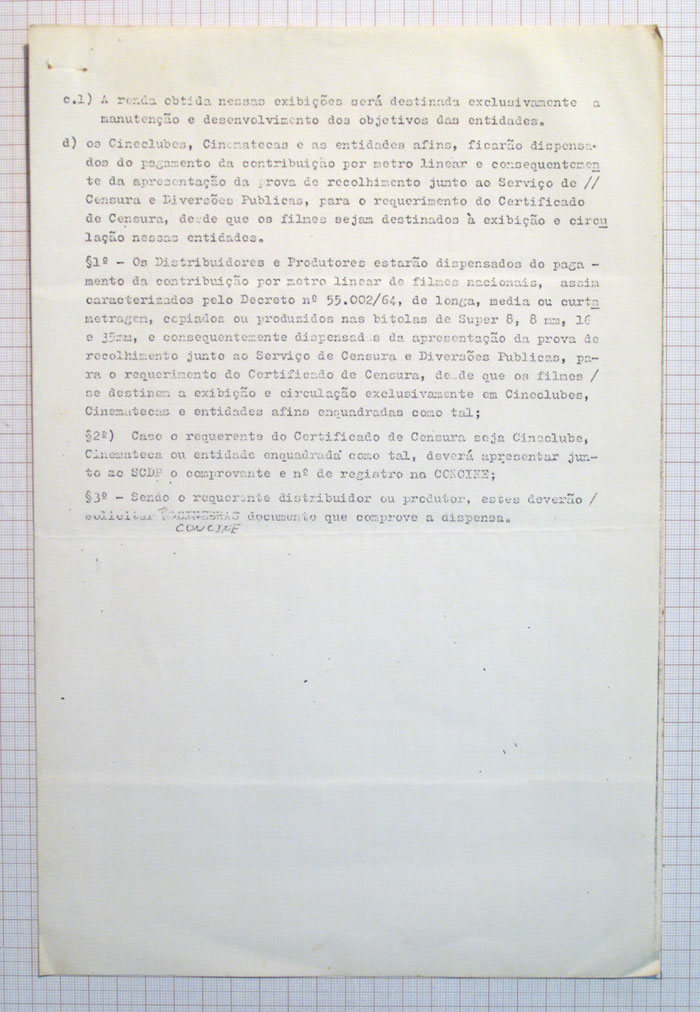 c.1) A renda obtida nessas exibições será destinada exclusivamente a
manutenção e desenvolvimento dos objetivos das entidades.
d) os Cineclubes, Cinematecas e as entidades afins, ficarão dispensa-
dos do pagamento da contribuição por metro linear e consequentemen
te da apresentação da prova de recolhimento junto ao Serviço de //
Censura e Diversões Publicas, para o requerimento do Certificado
de Censura, desde que os filmes sejam destinados à exibição e circu
lação nessas entidades.
§1º - Os Distribuidores e Produtores estarão dispensados do paga -
mento da contribuição por metro linear de filmes nacionais, assim
caracterizados pelo Decreto nº 55.002/64, de longa, media ou curta
metragem, copiados ou produzidos nas bitolas de Super 8, 8 mm, 16
e 35mm, e consequentemente dispensados da apresentação da prova de
recolhimento junto ao Serviço de Censura e Diversões Publicas, pa-
ra o requerimento do Certificado de Censura, desde que os filmes /
se destinem a exibição e circulação exclusivamente em Cineclubes,
Cinematecas e entidades afins enquadradas como tal;
§2º) Caso o requerente do Certificado de Censura seja Cineclube,
Cinemateca ou entidade enquadrada como tal, deverá apresentar jun-
to ao SCDP o comprovante e nº de registro na CONCINE;
§3º - Sendo o requerente distribuidor ou produtor, estes deverão /
solicitar documento que comprove a dispensa.
CONCINE